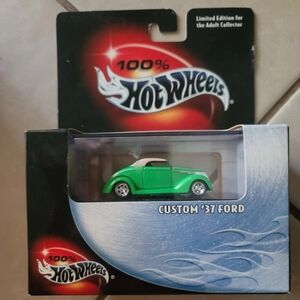 Limited Edition for
the Adult Collector
100%
Hot Wheels
CUSTOM '37 FORD
100%
Hot Wheels